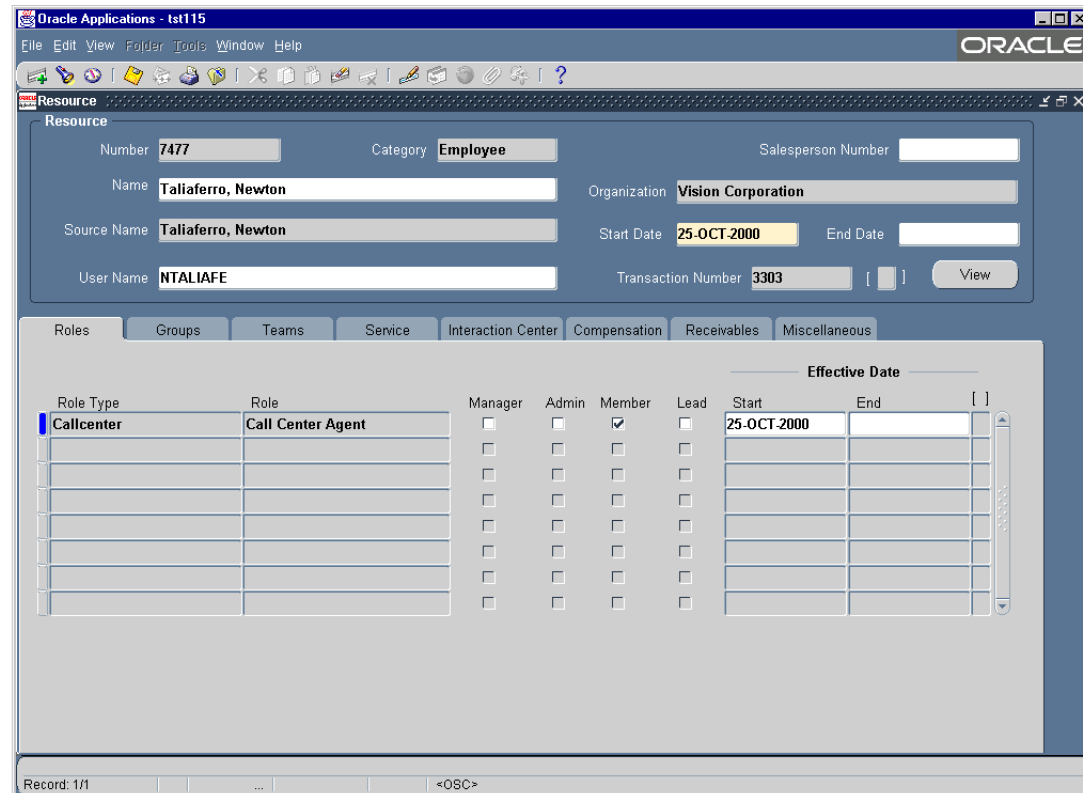 Oracle Applications - tst115
File Edit View Folder Tools Window Help
ORACLE
Resource
Resource
Number 7477 Category Employee Salesperson Number
Name Taliaferro, Newton Organization Vision Corporation
Source Name Taliaferro, Newton Start Date 25-OCT-2000 End Date
User Name NTALIAFE Transaction Number 3303 [ ] View
Roles Groups Teams Service Interaction Center Compensation Receivables Miscellaneous
Effective Date
Role Type Role Manager Admin Member Lead Start End [ ]
Callcenter Call Center Agent 25-OCT-2000
Record: 1/1 ... <OSC>